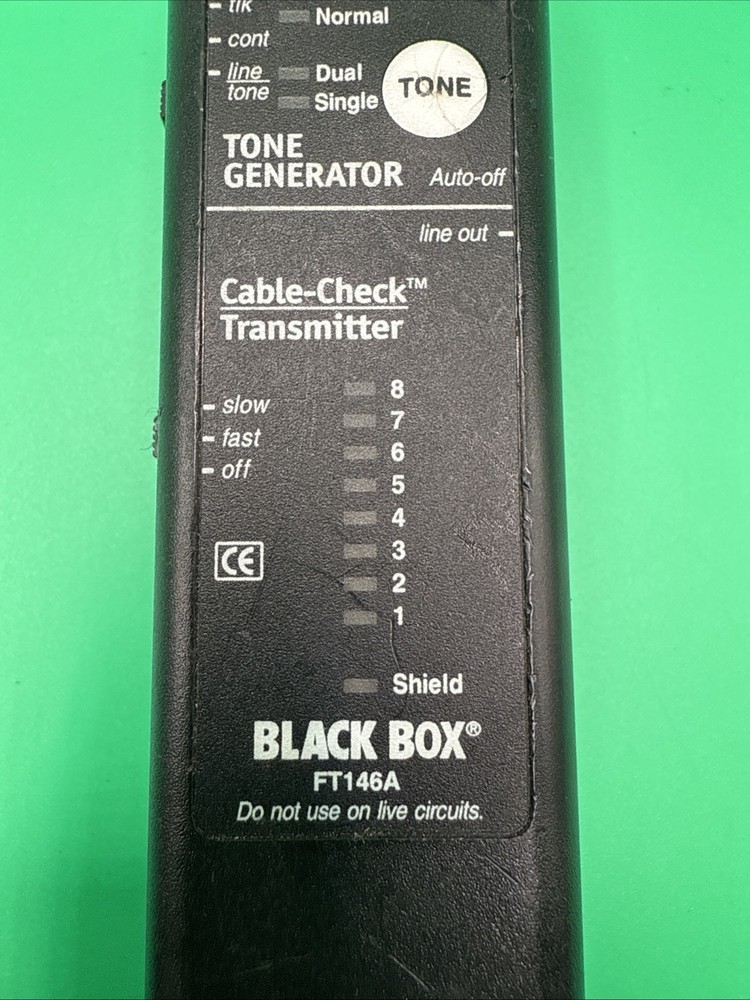 tlk
Normal
cont
line
tone
Dual
Single
TONE
TONE
GENERATOR
Auto-off
line out
Cable-Check™
Transmitter
slow
fast
off
8
7
6
5
4
3
2
1
CE
Shield
BLACK BOX®
FT146A
Do not use on live circuits.